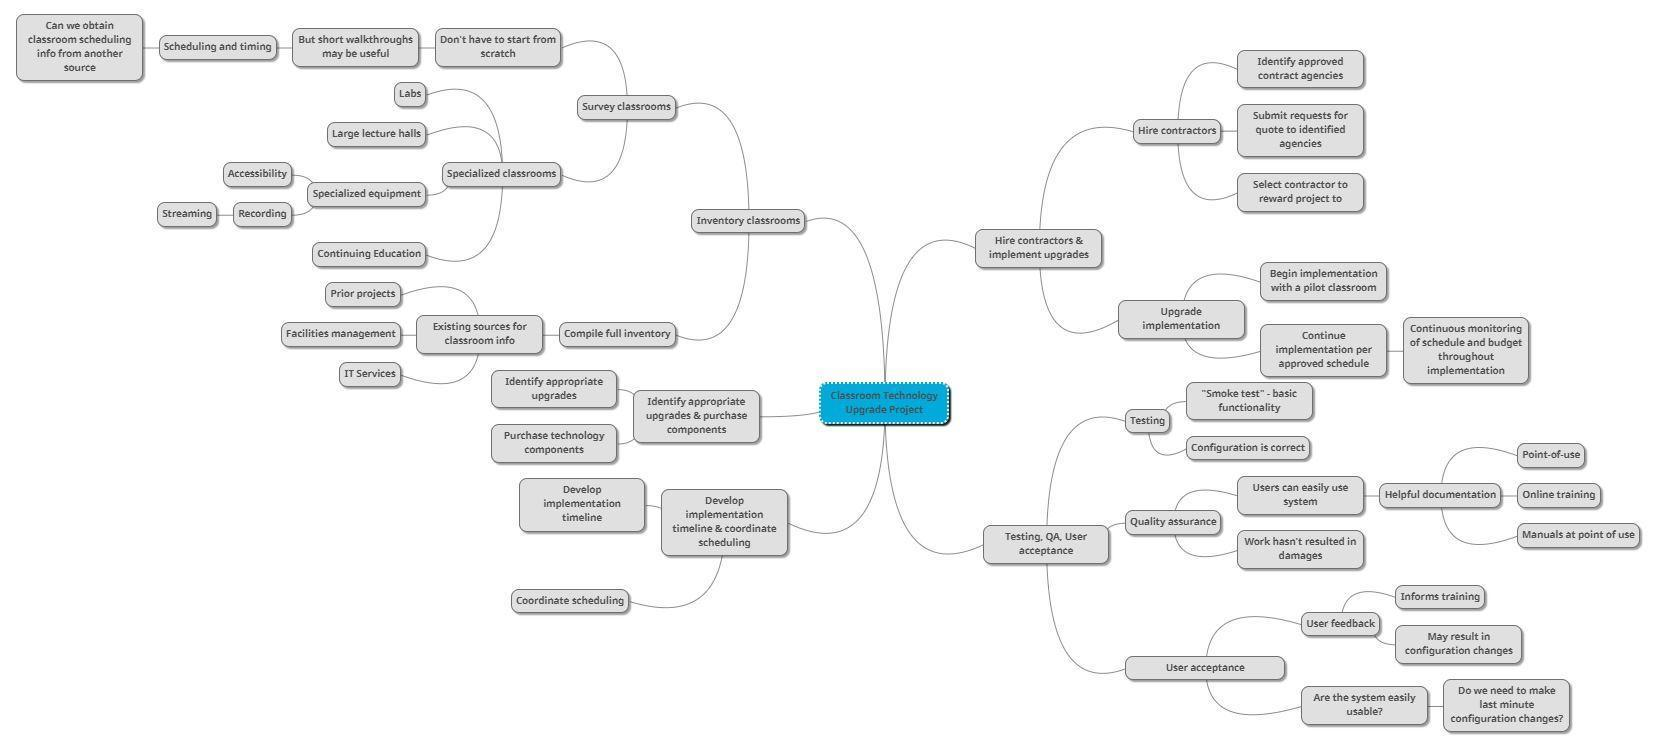 Can we obtain
classroom scheduling
info from another
source
Scheduling and timing
But short walkthroughs
may be useful
Don't have to start from
scratch
Survey classrooms
Labs
Large lecture halls
Specialized classrooms
Accessibility
Specialized equipment
Streaming
Recording
Continuing Education
Inventory classrooms
Prior projects
Facilities management
IT Services
Existing sources for
classroom info
Compile full inventory
Identify appropriate
upgrades
Purchase technology
components
Identify appropriate
upgrades & purchase
components
Develop
implementation
timeline
Develop
implementation
timeline & coordinate
scheduling
Coordinate scheduling
Classroom Technology
Upgrade Project
Hire contractors &
implement upgrades
Hire contractors
Identify approved
contract agencies
Submit requests for
quote to identified
agencies
Select contractor to
reward project to
Upgrade
implementation
Begin implementation
with a pilot classroom
Continue
implementation per
approved schedule
Continuous monitoring
of schedule and budget
throughout
implementation
Testing, QA, User
acceptance
Testing
"Smoke test" - basic
functionality
Configuration is correct
Quality assurance
Users can easily use
system
Helpful documentation
Point-of-use
Online training
Manuals at point of use
Work hasn't resulted in
damages
User acceptance
User feedback
Informs training
May result in
configuration changes
Are the system easily
usable?
Do we need to make
last minute
configuration changes?